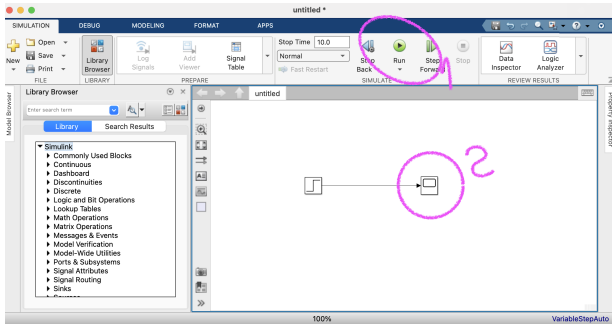 untitled *
SIMULATION DEBUG MODELING FORMAT APPS
New
Open
Save
Print
FILE
Library
Browser
LIBRARY
Log
Signals
Add
Viewer
Signal
Table
PREPARE
Stop Time 10.0
Normal
Fast Restart
Step
Back
Run
Step
Forward
Stop
SIMULATE
Data
Inspector
Logic
Analyzer
REVIEW RESULTS
1
Model Browser
Library Browser
Enter search term
Library Search Results
Simulink
Commonly Used Blocks
Continuous
Dashboard
Discontinuities
Discrete
Logic and Bit Operations
Lookup Tables
Math Operations
Matrix Operations
Messages & Events
Model Verification
Model-Wide Utilities
Ports & Subsystems
Signal Attributes
Signal Routing
Sinks
untitled
2
Property Inspector
100%
VariableStepAuto